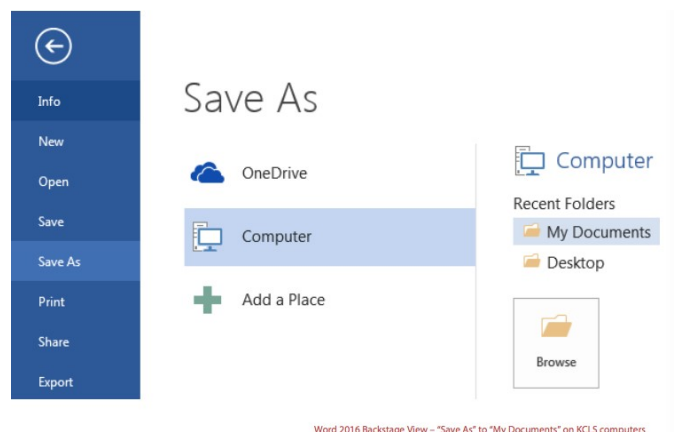 Info
New
Open
Save
Save As
Print
Share
Export
Save As
OneDrive
Computer
Add a Place
Computer
Recent Folders
My Documents
Desktop
Browse
Word 2016 Backstage View – “Save As” to “My Documents” on KCLS computers